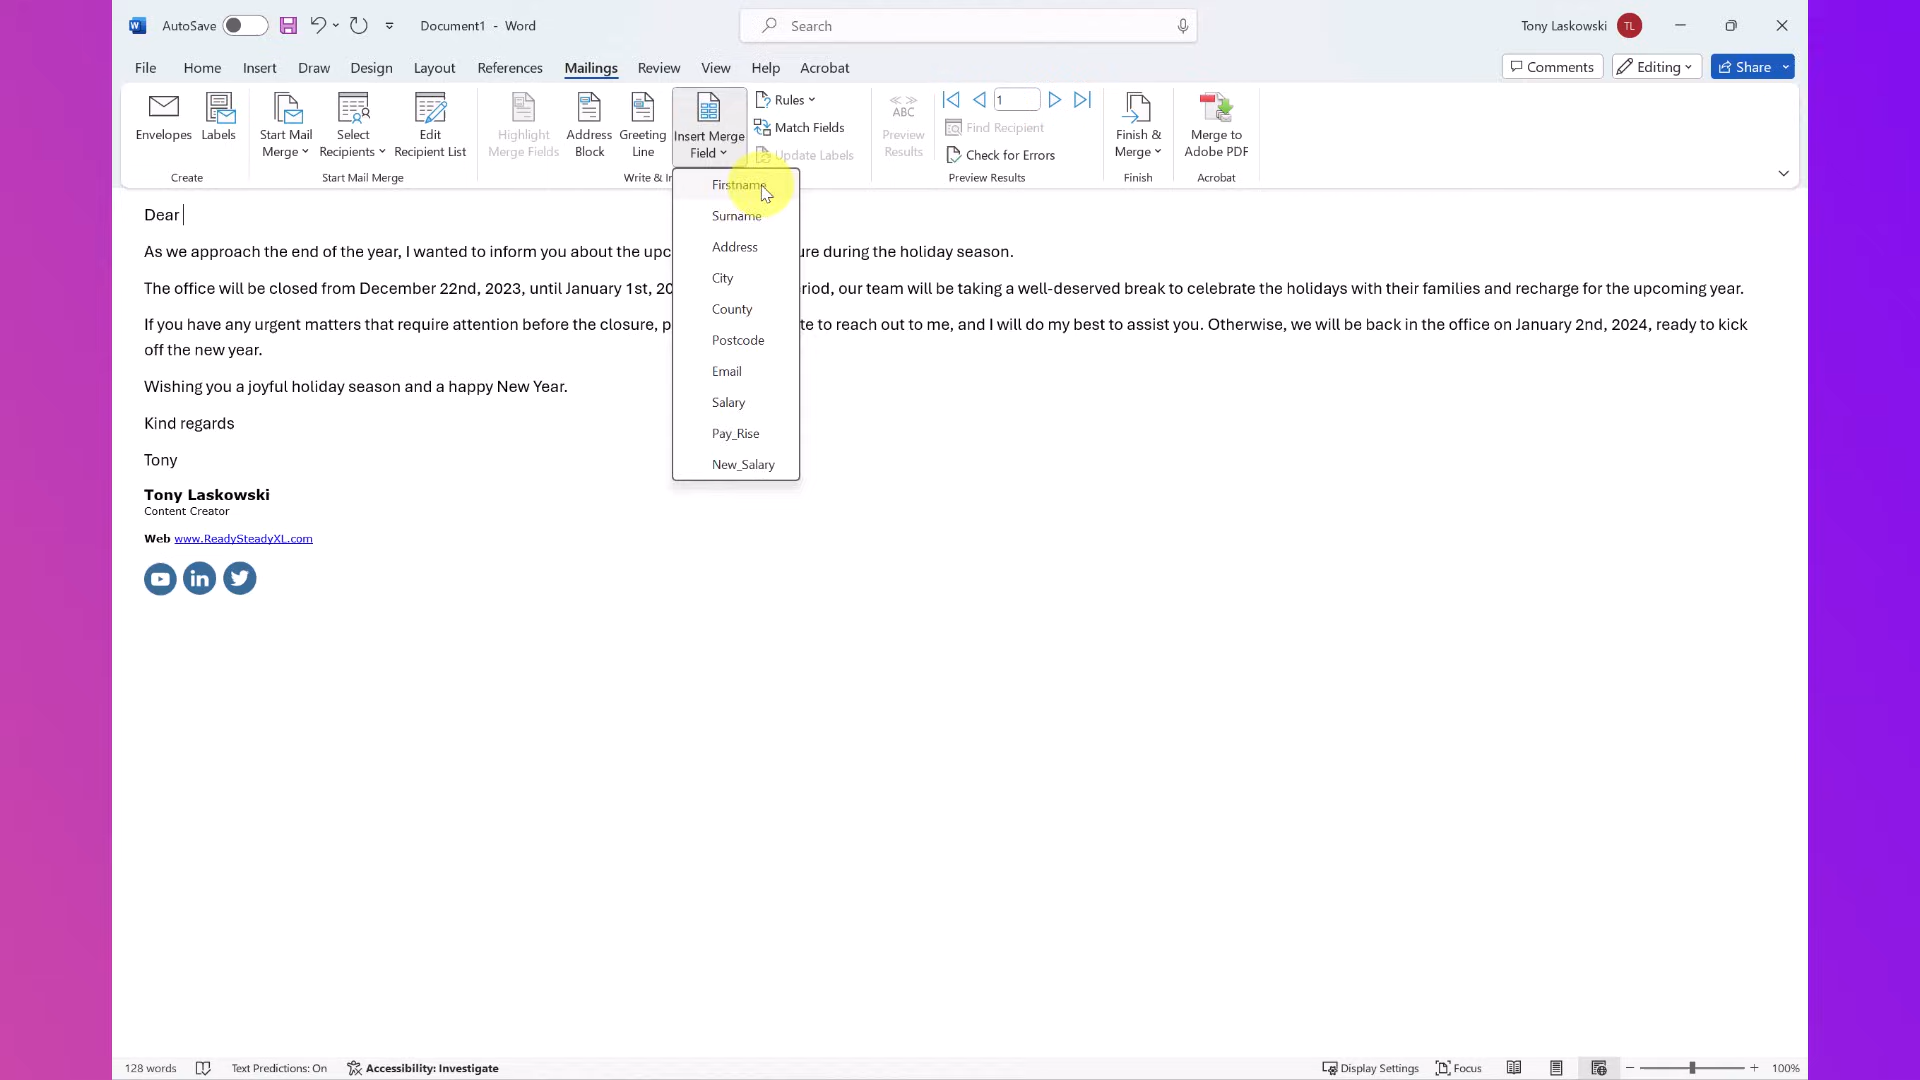 AutoSave
Document1 - Word
Search
Tony Laskowski TL
File Home Insert Draw Design Layout References Mailings Review View Help Acrobat
Comments Editing Share
Envelopes
Labels
Create
Start Mail
Merge
Select
Recipients
Edit
Recipient List
Start Mail Merge
Highlight
Merge Fields
Address
Block
Greeting
Line
Insert Merge
Field
Rules
Match Fields
Update Labels
Write & In
ABC
Preview
Results
1
Find Recipient
Check for Errors
Preview Results
Finish &
Merge
Finish
Merge to
Adobe PDF
Acrobat
Firstname
Surname
Address
City
County
Postcode
Email
Salary
Pay_Rise
New_Salary
Dear
As we approach the end of the year, I wanted to inform you about the upc ure during the holiday season.
The office will be closed from December 22nd, 2023, until January 1st, 20 riod, our team will be taking a well-deserved break to celebrate the holidays with their families and recharge for the upcoming year.
If you have any urgent matters that require attention before the closure, p te to reach out to me, and I will do my best to assist you. Otherwise, we will be back in the office on January 2nd, 2024, ready to kick
off the new year.
Wishing you a joyful holiday season and a happy New Year.
Kind regards
Tony
Tony Laskowski
Content Creator
Web www.ReadySteadyXL.com
in
128 words Text Predictions: On Accessibility: Investigate
Display Settings Focus 100%